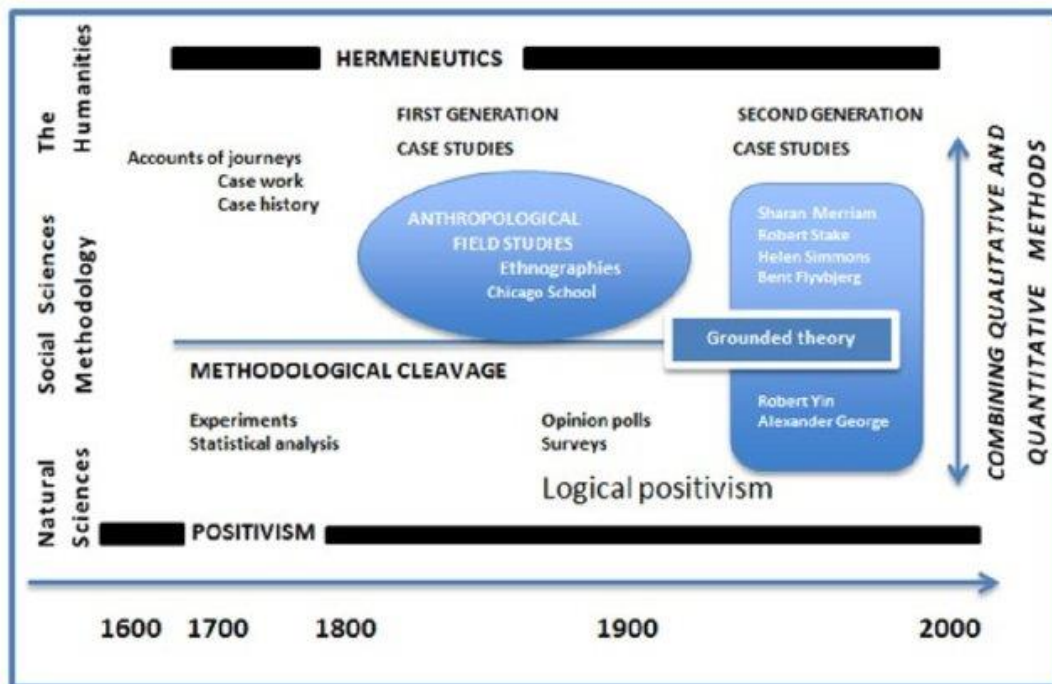 The
Humanities
Social Sciences
Methodology
Natural
Sciences
HERMENEUTICS
FIRST GENERATION
CASE STUDIES
SECOND GENERATION
CASE STUDIES
Accounts of journeys
Case work
Case history
ANTHROPOLOGICAL
FIELD STUDIES
Ethnographies
Chicago School
Sharan Merriam
Robert Stake
Helen Simmons
Bent Flyvbjerg
Grounded theory
Robert Yin
Alexander George
METHODOLOGICAL CLEAVAGE
Experiments
Statistical analysis
Opinion polls
Surveys
Logical positivism
POSITIVISM
COMBINING QUALITATIVE AND
QUANTITATIVE METHODS
1600 1700 1800 1900 2000